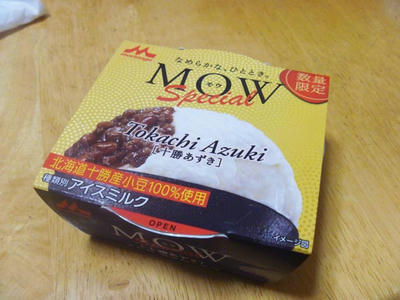 なめらかな、ひととき。
MOW
モウ
Special
数量
限定
Tokachi Azuki
[十勝あずき]
北海道十勝産小豆100%使用
種類別 アイスミルク
イメージ図
OPEN
MOW